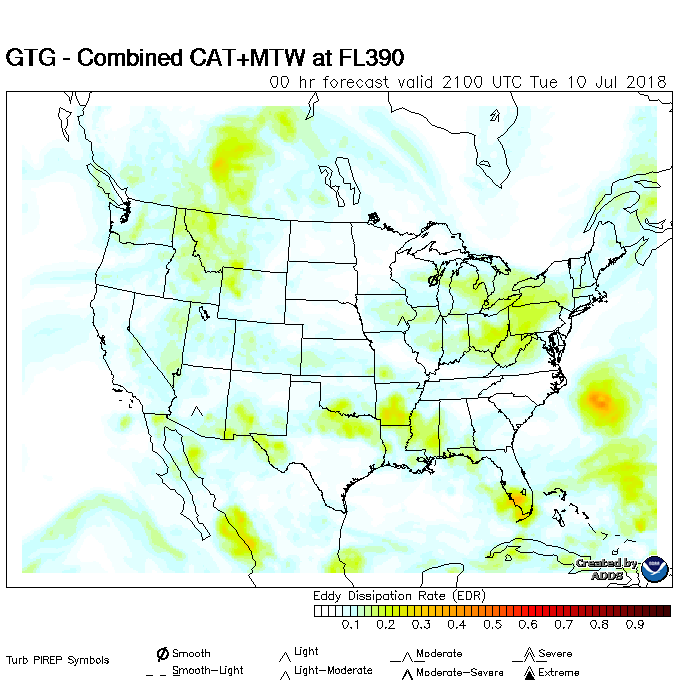 GTG - Combined CAT+MTW at FL390
00 hr forecast valid 2100 UTC Tue 10 Jul 2018
Created by
ADDS
Eddy Dissipation Rate (EDR)
0.1 0.2 0.3 0.4 0.5 0.6 0.7 0.8 0.9
Turb PIREP Symbols
Smooth Light Moderate Severe
Smooth-Light Light-Moderate Moderate-Severe Extreme